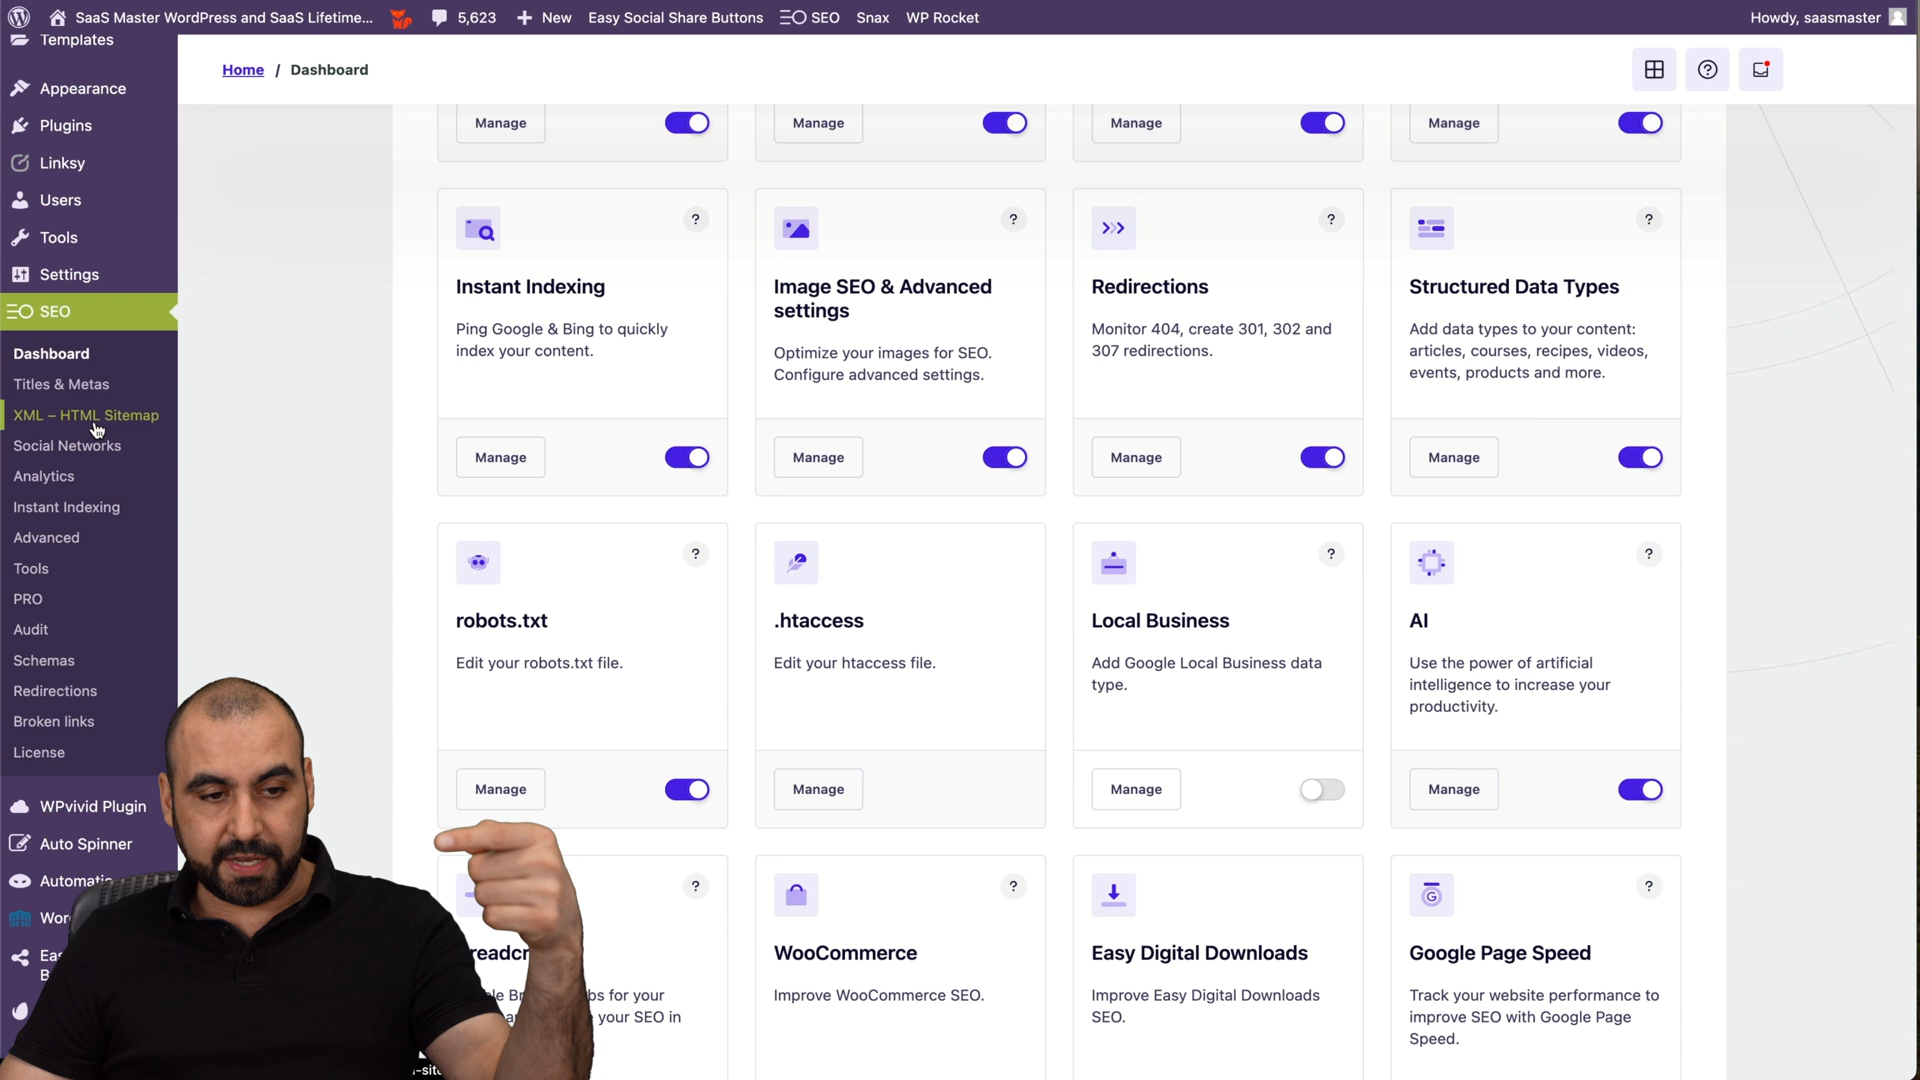 SaaS Master WordPress and SaaS Lifetime... 5,623 New Easy Social Share Buttons SEO Snax WP Rocket Howdy, saasmaster
Templates
Appearance
Plugins
Linksy
Users
Tools
Settings
SEO
Dashboard
Titles & Metas
XML – HTML Sitemap
Social Networks
Analytics
Instant Indexing
Advanced
Tools
PRO
Audit
Schemas
Redirections
Broken links
License
WPvivid Plugin
Auto Spinner
Automatic
Home / Dashboard
Manage Manage Manage Manage
? ? ? ?
Instant Indexing
Ping Google & Bing to quickly
index your content.
Manage
Image SEO & Advanced
settings
Optimize your images for SEO.
Configure advanced settings.
Manage
Redirections
Monitor 404, create 301, 302 and
307 redirections.
Manage
Structured Data Types
Add data types to your content:
articles, courses, recipes, videos,
events, products and more.
Manage
? ? ?
robots.txt
Edit your robots.txt file.
Manage
.htaccess
Edit your htaccess file.
Manage
Local Business
Add Google Local Business data
type.
Manage
AI
Use the power of artificial
intelligence to increase your
productivity.
Manage
? ? ?
for your
your SEO in
WooCommerce
Improve WooCommerce SEO.
Easy Digital Downloads
Improve Easy Digital Downloads
SEO.
G
Google Page Speed
Track your website performance to
improve SEO with Google Page
Speed.